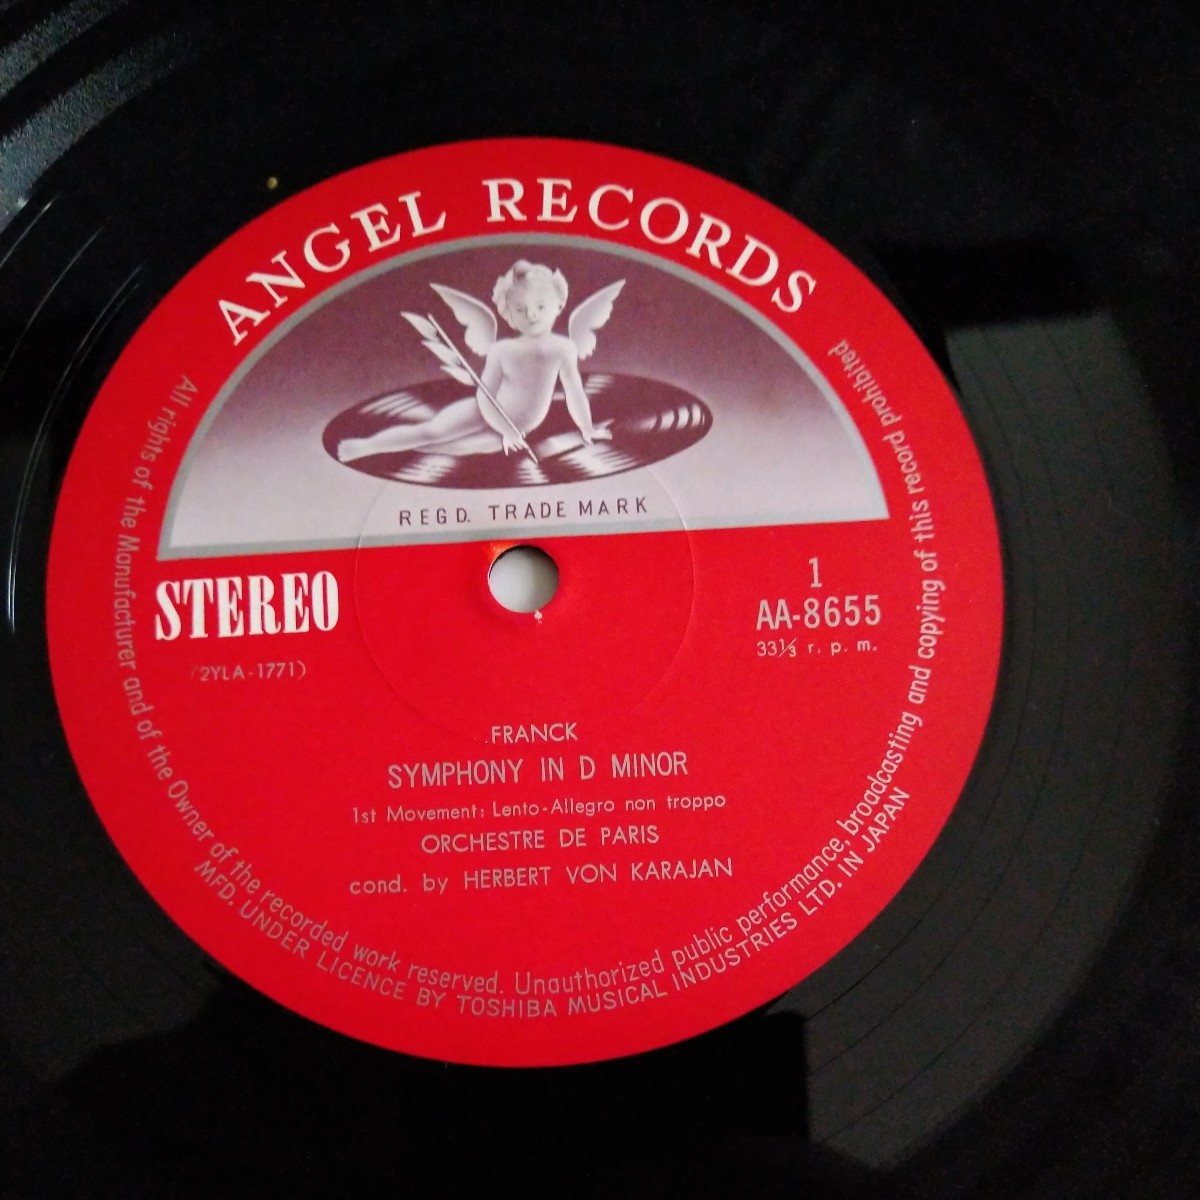 ANGEL RECORDS
REGD. TRADE MARK
STEREO
(2YLA-1771)
1
AA-8655
33⅓ r. p. m.
FRANCK
SYMPHONY IN D MINOR
1st Movement: Lento-Allegro non troppo
ORCHESTRE DE PARIS
cond. by HERBERT VON KARAJAN
All rights of the Manufacturer and of the Owner of the recorded work reserved. Unauthorized public performance, broadcasting and copying of this record prohibited
MFD. UNDER LICENCE BY TOSHIBA MUSICAL INDUSTRIES LTD. IN JAPAN